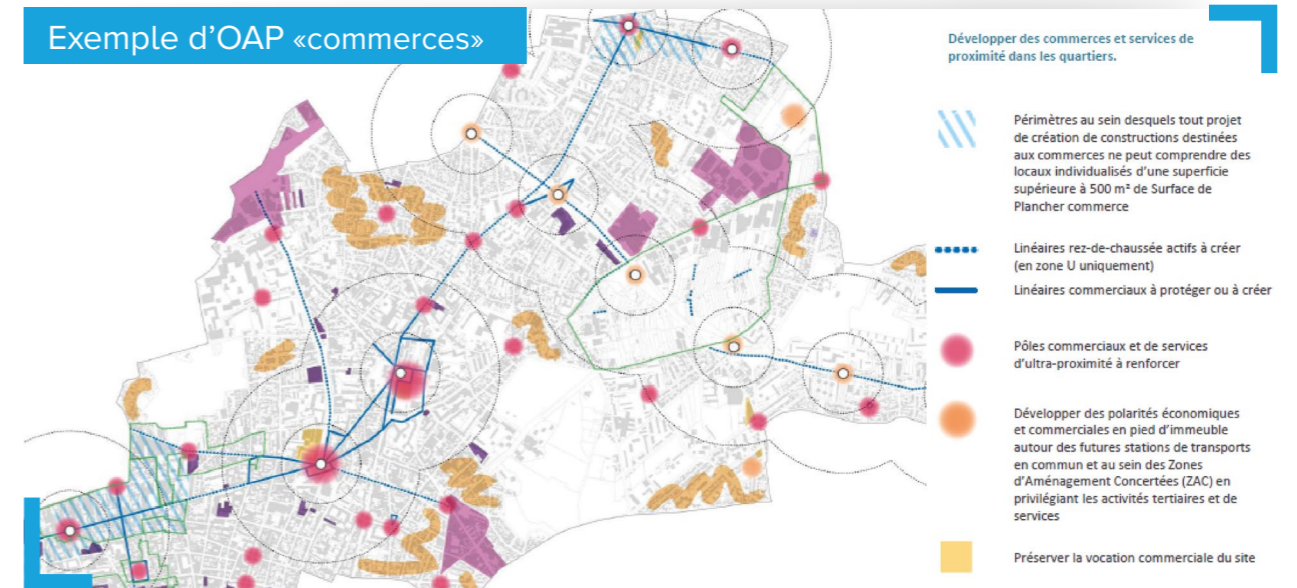 Exemple d’OAP «commerces»
Développer des commerces et services de
proximité dans les quartiers.
Périmètres au sein desquels tout projet
de création de constructions destinées
aux commerces ne peut comprendre des
locaux individualisés d’une superficie
supérieure à 500 m² de Surface de
Plancher commerce
Linéaires rez-de-chaussée actifs à créer
(en zone U uniquement)
Linéaires commerciaux à protéger ou à créer
Pôles commerciaux et de services
d’ultra-proximité à renforcer
Développer des polarités économiques
et commerciales en pied d’immeuble
autour des futures stations de transports
en commun et au sein des Zones
d’Aménagement Concertées (ZAC) en
privilégiant les activités tertiaires et de
services
Préserver la vocation commerciale du site